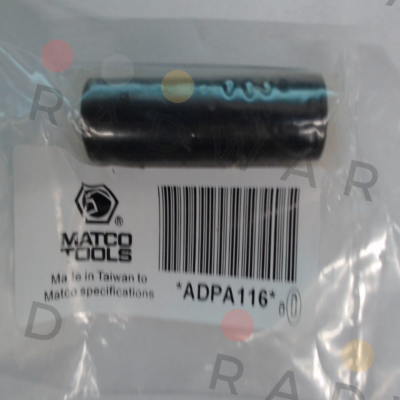 MATCO
TOOLS
®
Made in Taiwan to
Matco specifications
*ADPA116*